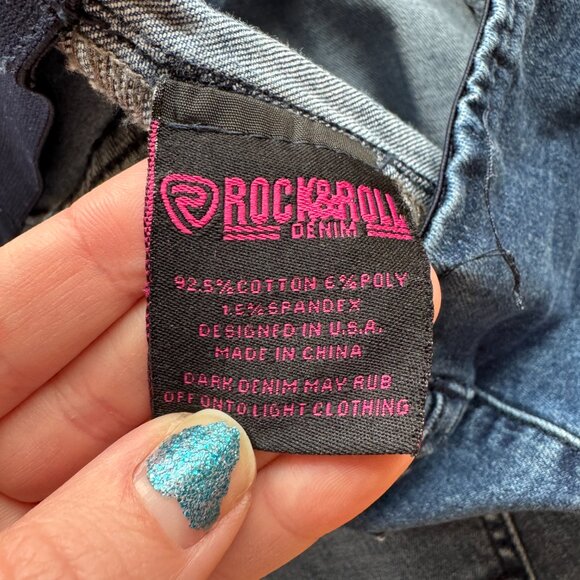 ROCK&ROLL
DENIM
92.5%COTTON 6%POLY
1.5%SPANDEX
DESIGNED IN U.S.A.
MADE IN CHINA
DARK DENIM MAY RUB
OFF ONTO LIGHT CLOTHING